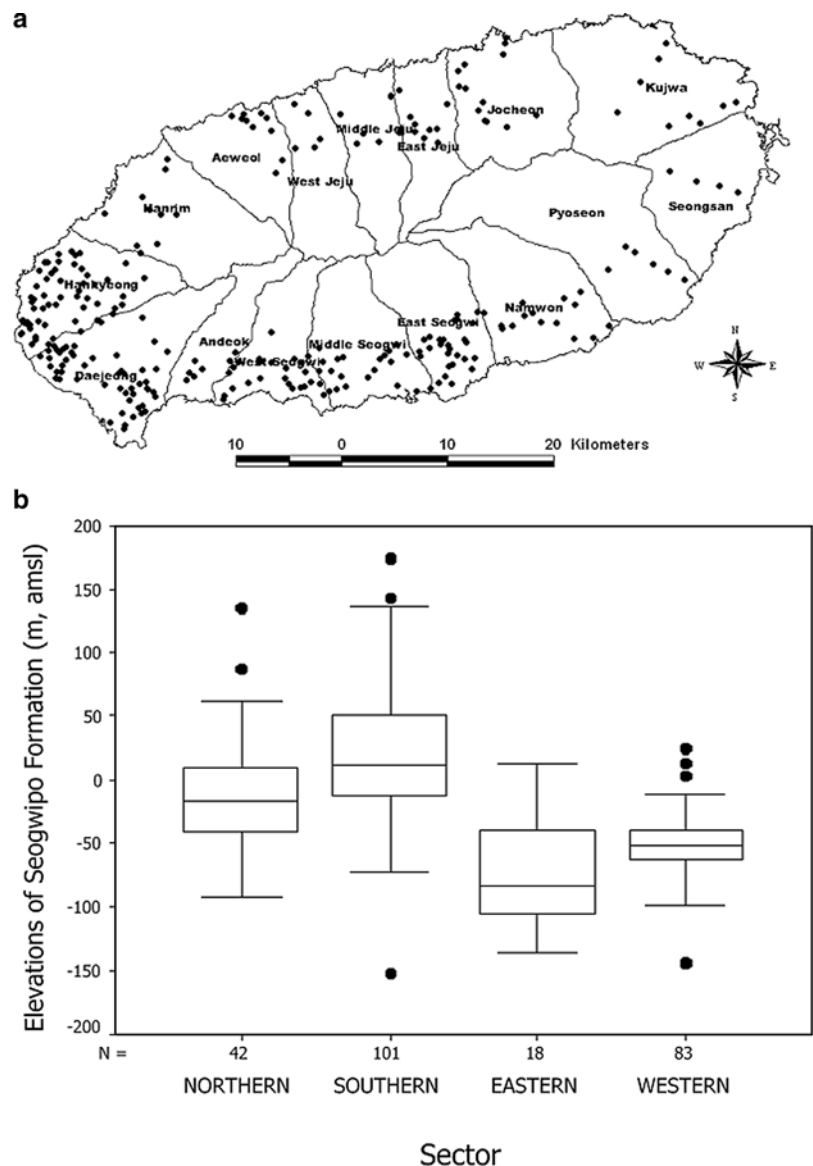 a
Kujwa
Jocheon
Middle Jeju
East Jeju
Aeweol
West Jeju
Hanrim
Pyoseon
Seongsan
Hankyeong
Namwon
East Seogwi
Andeok
Middle Seogwi
West Seogwi
Daejeong
N
W E
S
10 0 10 20 Kilometers
b
Elevations of Seogwipo Formation (m, amsl)
200
150
100
50
0
-50
-100
-150
-200
N = 42 101 18 83
NORTHERN SOUTHERN EASTERN WESTERN
Sector